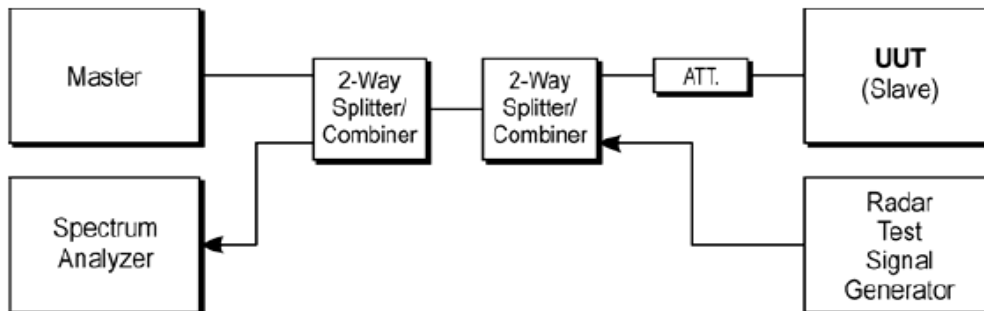 Master
2-Way
Splitter/
Combiner
2-Way
Splitter/
Combiner
ATT.
UUT
(Slave)
Spectrum
Analyzer
Radar
Test
Signal
Generator